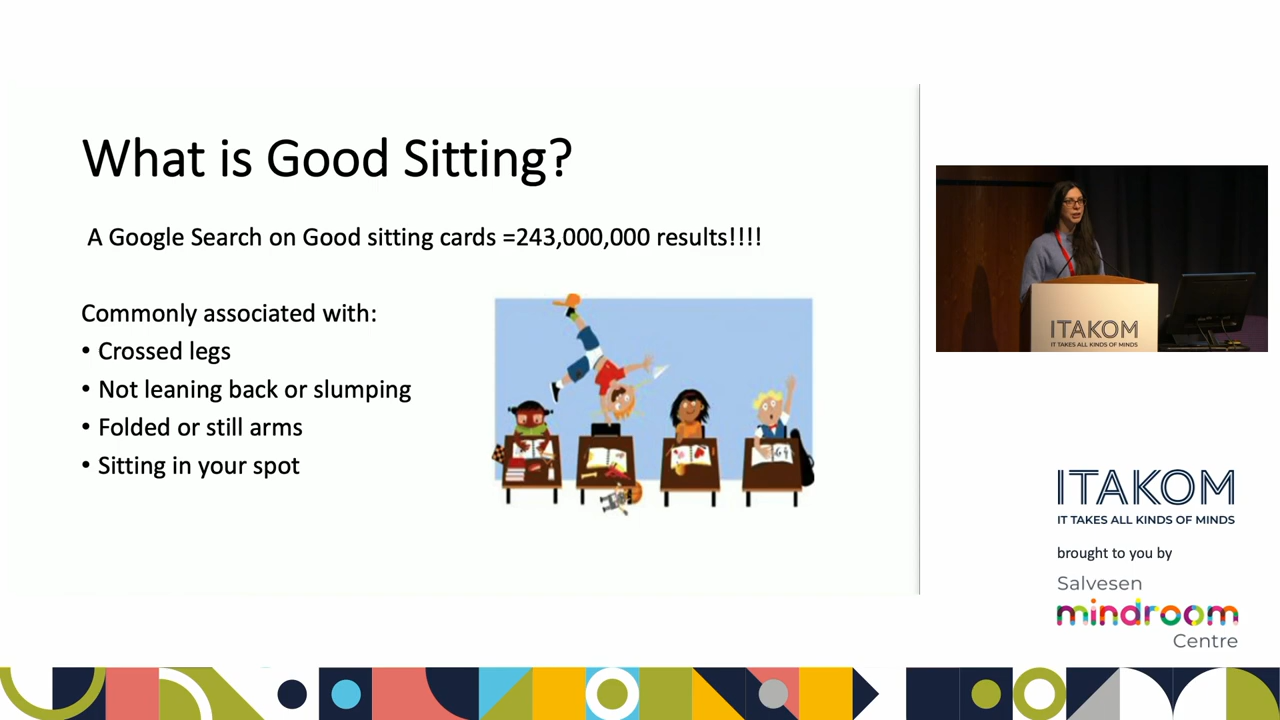 What is Good Sitting?
A Google Search on Good sitting cards =243,000,000 results!!!!
Commonly associated with:
• Crossed legs
• Not leaning back or slumping
• Folded or still arms
• Sitting in your spot
ITAKOM
IT TAKES ALL KINDS OF MINDS
ITAKOM
IT TAKES ALL KINDS OF MINDS
brought to you by
Salvesen
mindroom
Centre